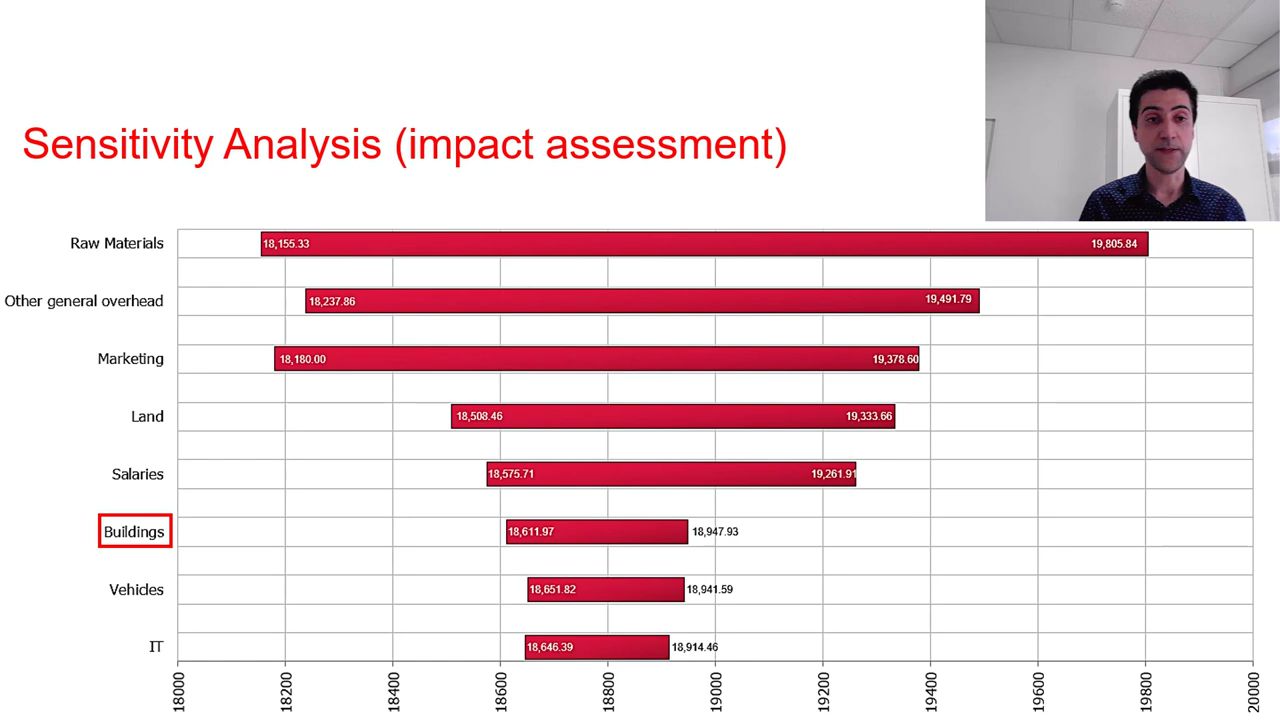 Sensitivity Analysis (impact assessment)
Raw Materials 18,155.33 19,805.84
Other general overhead 18,237.86 19,491.79
Marketing 18,180.00 19,378.60
Land 18,508.46 19,333.66
Salaries 18,575.71 19,261.91
Buildings 18,611.97 18,947.93
Vehicles 18,651.82 18,941.59
IT 18,646.39 18,914.46
18000 18200 18400 18600 18800 19000 19200 19400 19600 19800 20000